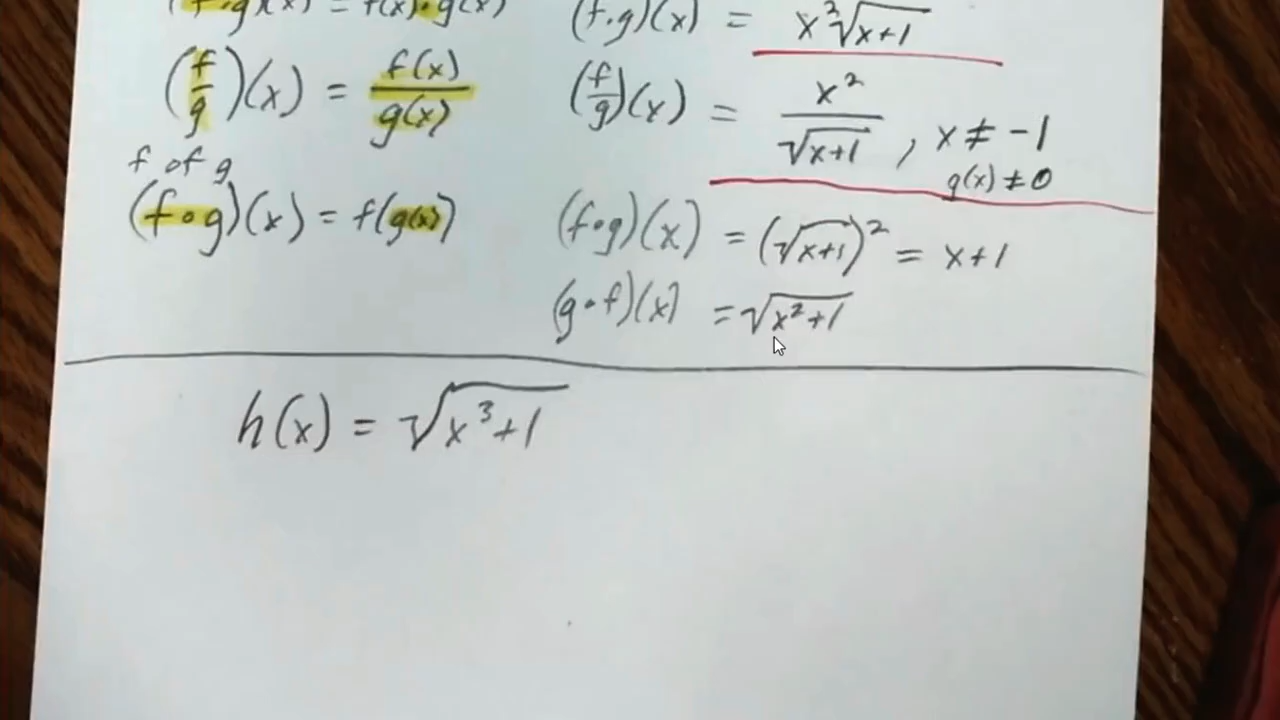 (f·g)(x) = f(x)·g(x)
(f·g)(x) = x²√(x+1)
(f/g)(x) = f(x)/g(x)
(f/g)(x) = x²/√(x+1) , x ≠ -1
g(x) ≠ 0
f of g
(f∘g)(x) = f(g(x))
(f∘g)(x) = (√(x+1))² = x+1
(g∘f)(x) = √(x²+1)
h(x) = √(x³+1)